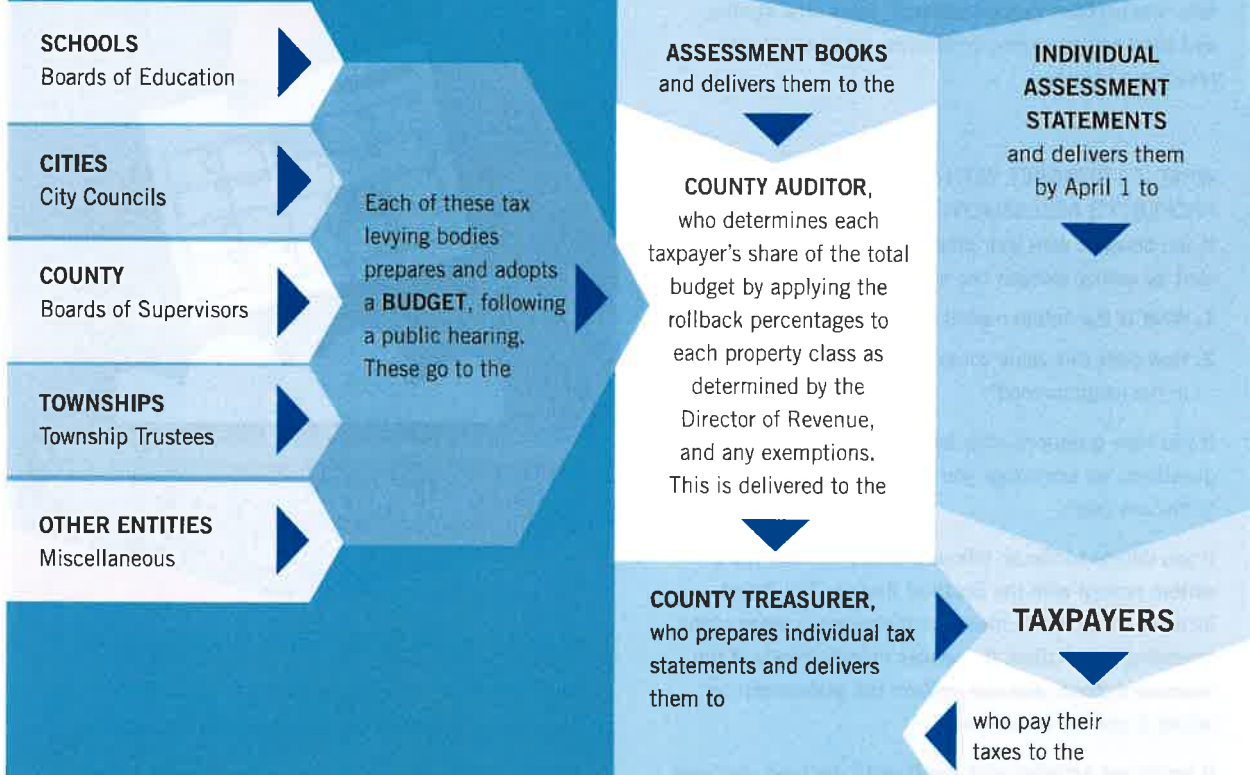 SCHOOLS
Boards of Education
CITIES
City Councils
COUNTY
Boards of Supervisors
TOWNSHIPS
Township Trustees
OTHER ENTITIES
Miscellaneous
Each of these tax
levying bodies
prepares and adopts
a BUDGET, following
a public hearing.
These go to the
ASSESSMENT BOOKS
and delivers them to the
COUNTY AUDITOR,
who determines each
taxpayer's share of the total
budget by applying the
rollback percentages to
each property class as
determined by the
Director of Revenue,
and any exemptions.
This is delivered to the
COUNTY TREASURER,
who prepares individual tax
statements and delivers
them to
INDIVIDUAL
ASSESSMENT
STATEMENTS
and delivers them
by April 1 to
TAXPAYERS
who pay their
taxes to the